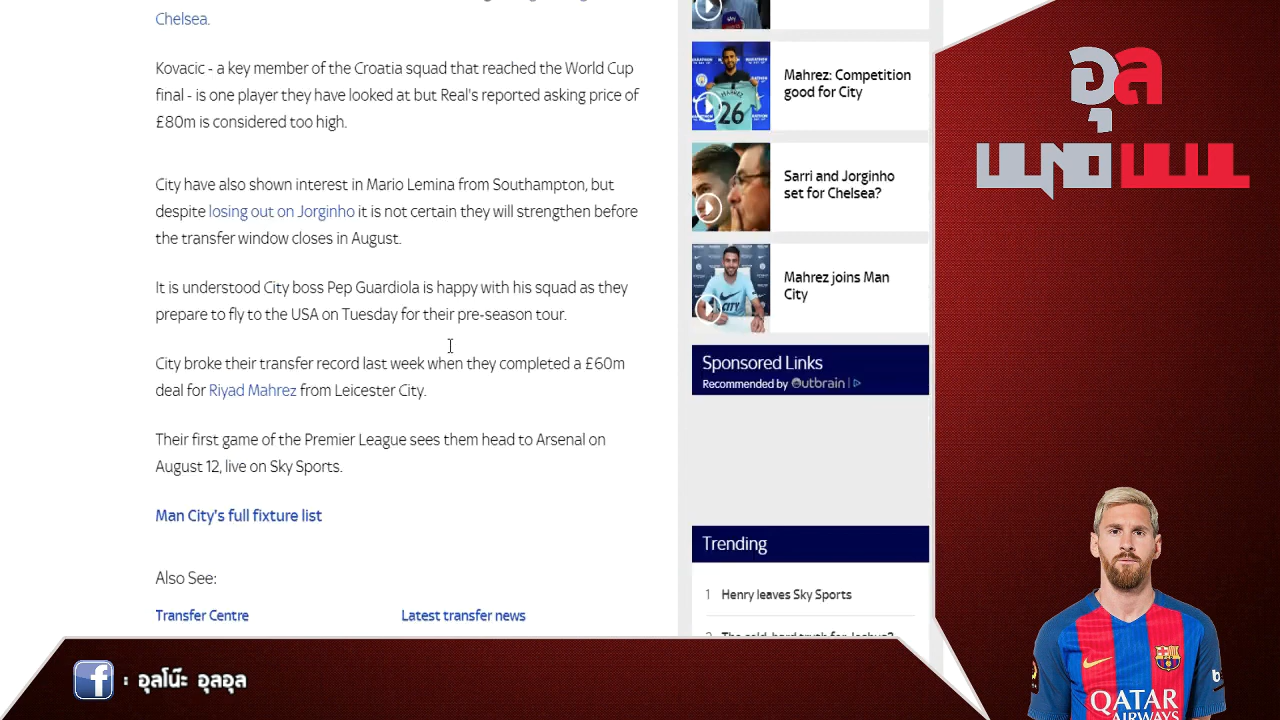 Chelsea.
Kovacic - a key member of the Croatia squad that reached the World Cup
final - is one player they have looked at but Real's reported asking price of
£80m is considered too high.
City have also shown interest in Mario Lemina from Southampton, but
despite losing out on Jorginho it is not certain they will strengthen before
the transfer window closes in August.
It is understood City boss Pep Guardiola is happy with his squad as they
prepare to fly to the USA on Tuesday for their pre-season tour.
City broke their transfer record last week when they completed a £60m
deal for Riyad Mahrez from Leicester City.
Their first game of the Premier League sees them head to Arsenal on
August 12, live on Sky Sports.
Man City's full fixture list
Also See:
Transfer Centre
Latest transfer news
Mahrez: Competition
good for City
MAHREZ
26
Sarri and Jorginho
set for Chelsea?
Mahrez joins Man
City
Sponsored Links
Recommended by Outbrain
Trending
1 Henry leaves Sky Sports
อุล
QATAR
AIRWAYS
f : อุลโน๊ะ อุลอุล